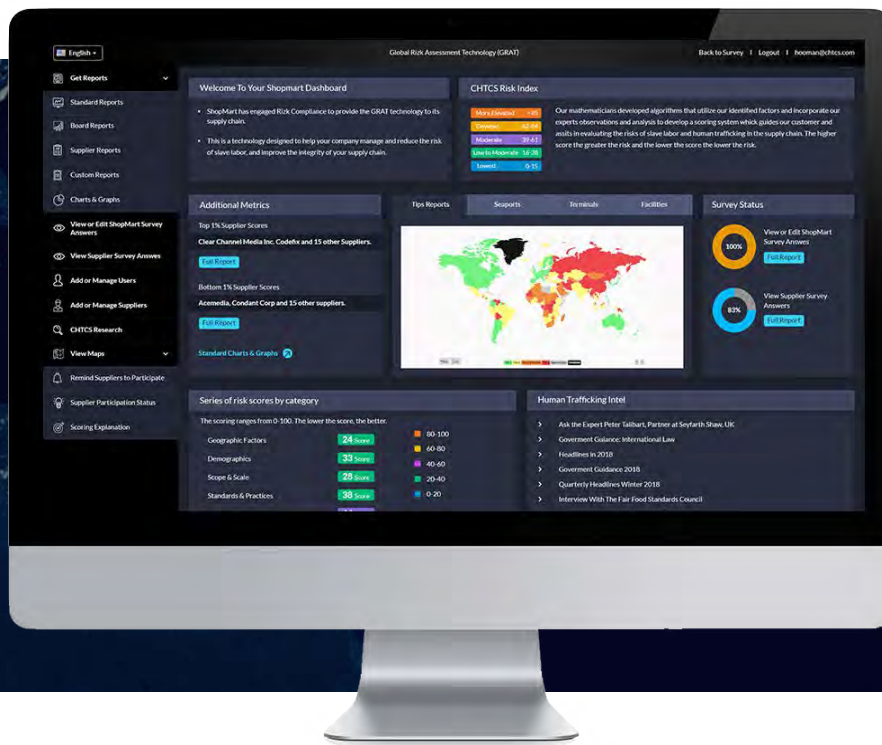 English
Global Rizk Assessment Technology (GRAT)
Back to Survey | Logout | hooman@chtcs.com
Get Reports
Standard Reports
Board Reports
Supplier Reports
Custom Reports
Charts & Graphs
View or Edit ShopMart Survey
Answers
View Supplier Survey Answes
Add or Manage Users
Add or Manage Suppliers
CHTCS Research
View Maps
Remind Suppliers to Participate
Supplier Participation Status
Scoring Explanation
Welcome To Your Shopmart Dashboard
ShopMart has engaged Rizk Compliance to provide the GRAT technology to its
supply chain.
This is a technology designed to help your company manage and reduce the risk
of slave labor, and improve the integrity of your supply chain.
CHTCS Risk Index
More Elevated
Elevated
Moderate 39-61
Low to Moderate 16-38
Lowest 0-15
Our mathematicians developed algorithms that utilize our identified factors and incorporate our
experts observations and analysis to develop a scoring system which guides our customer and
assits in evaluating the risks of slave labor and human trafficking in the supply chain. The higher
score the greater the risk and the lower the score the lower the risk.
Additional Metrics
Top 1% Supplier Scores
Clear Channel Media Inc. Codefix and 15 other Suppliers.
Full Report
Bottom 1% Supplier Scores
Acemedia, Condant Corp and 15 other suppliers.
Full Report
Standard Charts & Graphs
Tips Reports
Seaports
Terminals
Facilities
Survey Status
100%
View or Edit ShopMart
Survey Answes
Full Report
83%
View Supplier Survey
Answers
Full Report
Series of risk scores by category
The scoring ranges from 0-100. The lower the score, the better.
Geographic Factors 24 Score
Demographics 33 Score
Scope & Scale 28 Score
Standards & Practices 38 Score
80-100
60-80
40-60
20-40
0-20
Human Trafficking Intel
Ask the Expert Peter Talibart, Partner at Seyfarth Shaw, UK
Goverment Guiance: International Law
Headlines in 2018
Goverment Guidance 2018
Quarterly Headlines Winter 2018
Interview With The Fair Food Standards Council